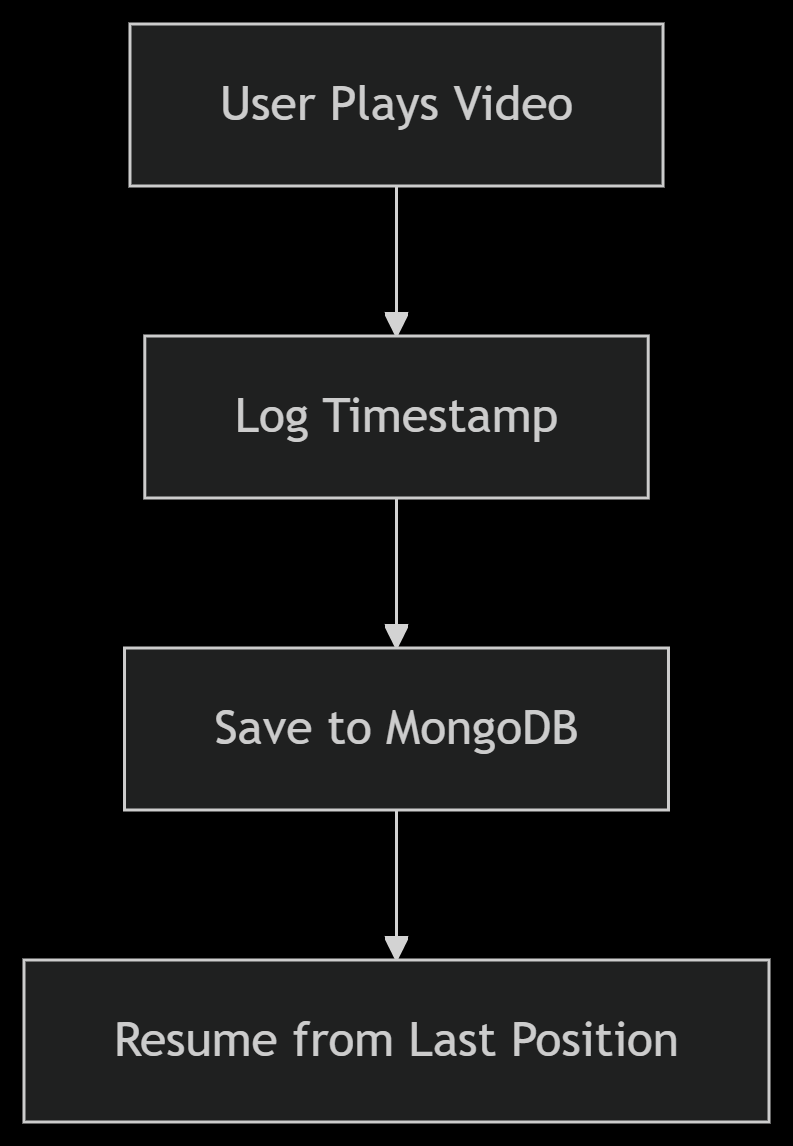 User Plays Video
Log Timestamp
Save to MongoDB
Resume from Last Position